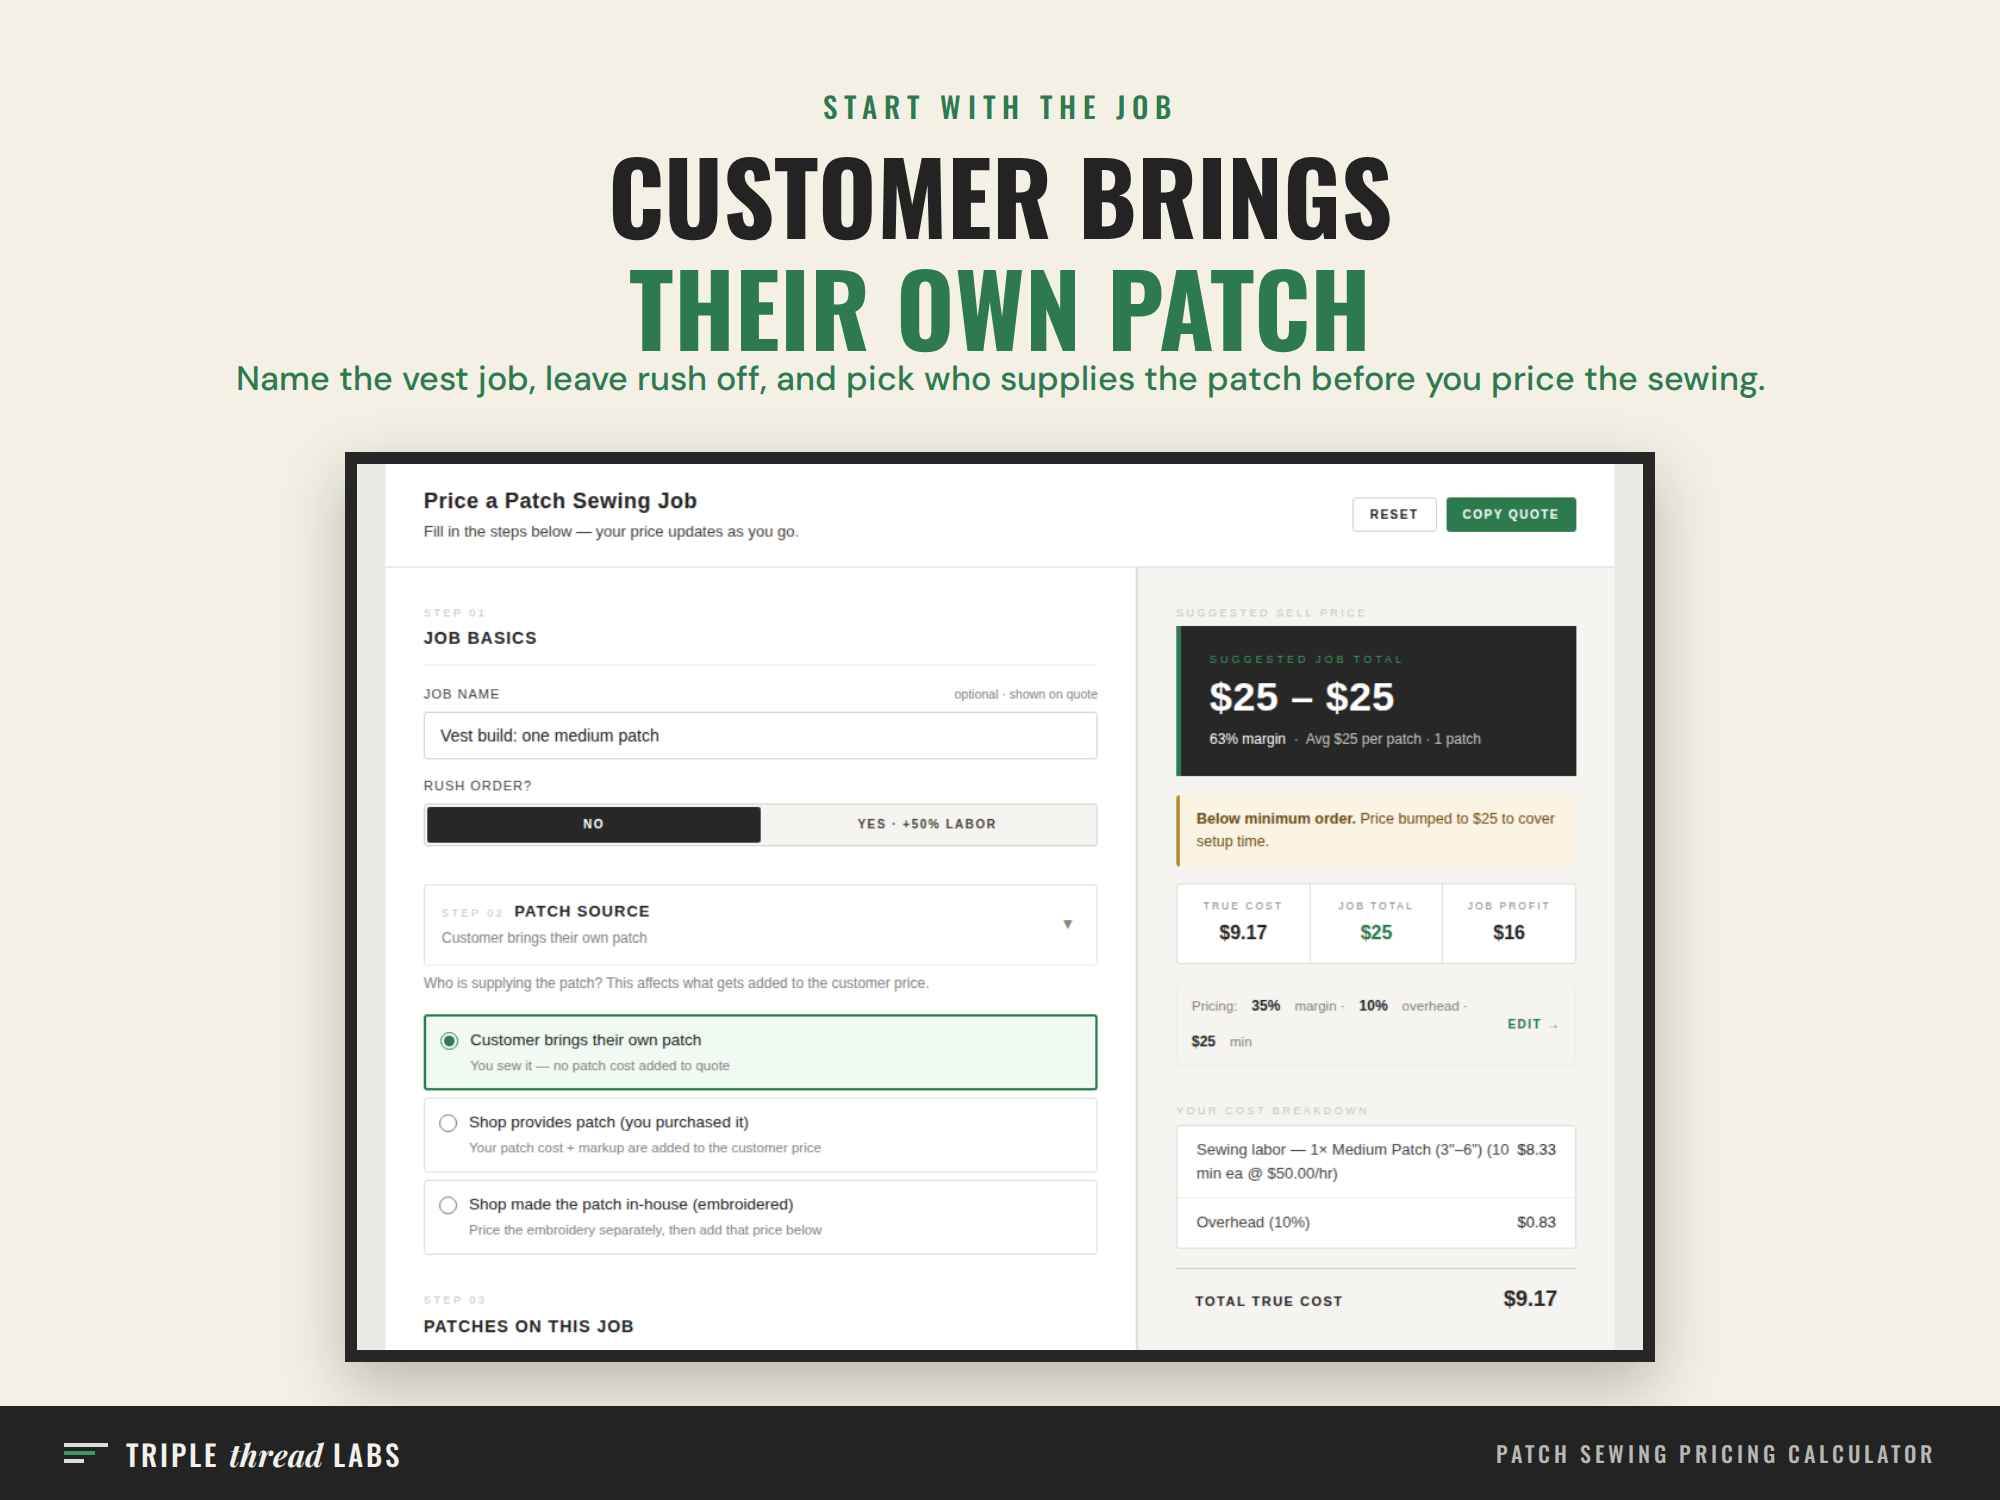 START WITH THE JOB
CUSTOMER BRINGS
THEIR OWN PATCH
Name the vest job, leave rush off, and pick who supplies the patch before you price the sewing.
Price a Patch Sewing Job
Fill in the steps below — your price updates as you go.
RESET
COPY QUOTE
STEP 01
JOB BASICS
JOB NAME
optional · shown on quote
Vest build: one medium patch
RUSH ORDER?
NO
YES · +50% LABOR
STEP 02 PATCH SOURCE
Customer brings their own patch
▼
Who is supplying the patch? This affects what gets added to the customer price.
Customer brings their own patch
You sew it — no patch cost added to quote
Shop provides patch (you purchased it)
Your patch cost + markup are added to the customer price
Shop made the patch in-house (embroidered)
Price the embroidery separately, then add that price below
STEP 03
PATCHES ON THIS JOB
SUGGESTED SELL PRICE
SUGGESTED JOB TOTAL
$25 – $25
63% margin · Avg $25 per patch · 1 patch
Below minimum order. Price bumped to $25 to cover
setup time.
TRUE COST
$9.17
JOB TOTAL
$25
JOB PROFIT
$16
Pricing: 35% margin · 10% overhead ·
$25 min
EDIT →
YOUR COST BREAKDOWN
Sewing labor — 1× Medium Patch (3"–6") (10 $8.33
min ea @ $50.00/hr)
Overhead (10%) $0.83
TOTAL TRUE COST $9.17
TRIPLE thread LABS
PATCH SEWING PRICING CALCULATOR